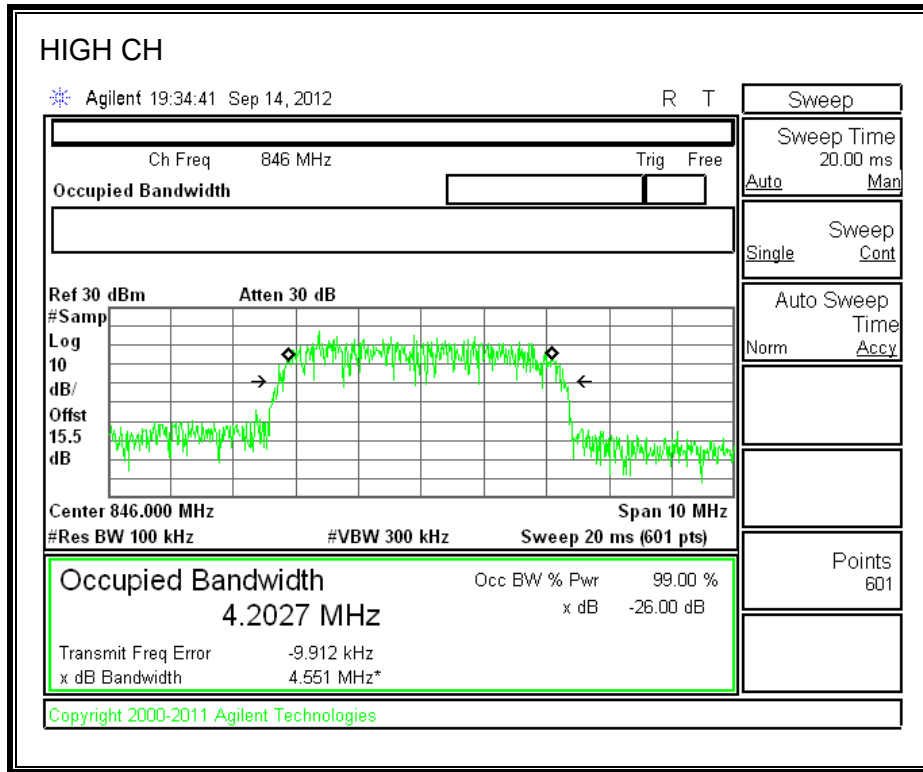 HIGH CH
Agilent 19:34:41 Sep 14, 2012 R T
Sweep
Ch Freq 846 MHz Trig Free
Occupied Bandwidth
Sweep Time
20.00 ms
Auto Man
Sweep
Single Cont
Auto Sweep
Time
Norm Accy
Points
601
Ref 30 dBm Atten 30 dB
#Samp
Log
10
dB/
Offst
15.5
dB
Center 846.000 MHz Span 10 MHz
#Res BW 100 kHz #VBW 300 kHz Sweep 20 ms (601 pts)
Occupied Bandwidth Occ BW % Pwr 99.00 %
4.2027 MHz x dB -26.00 dB
Transmit Freq Error -9.912 kHz
x dB Bandwidth 4.551 MHz*
Copyright 2000-2011 Agilent Technologies